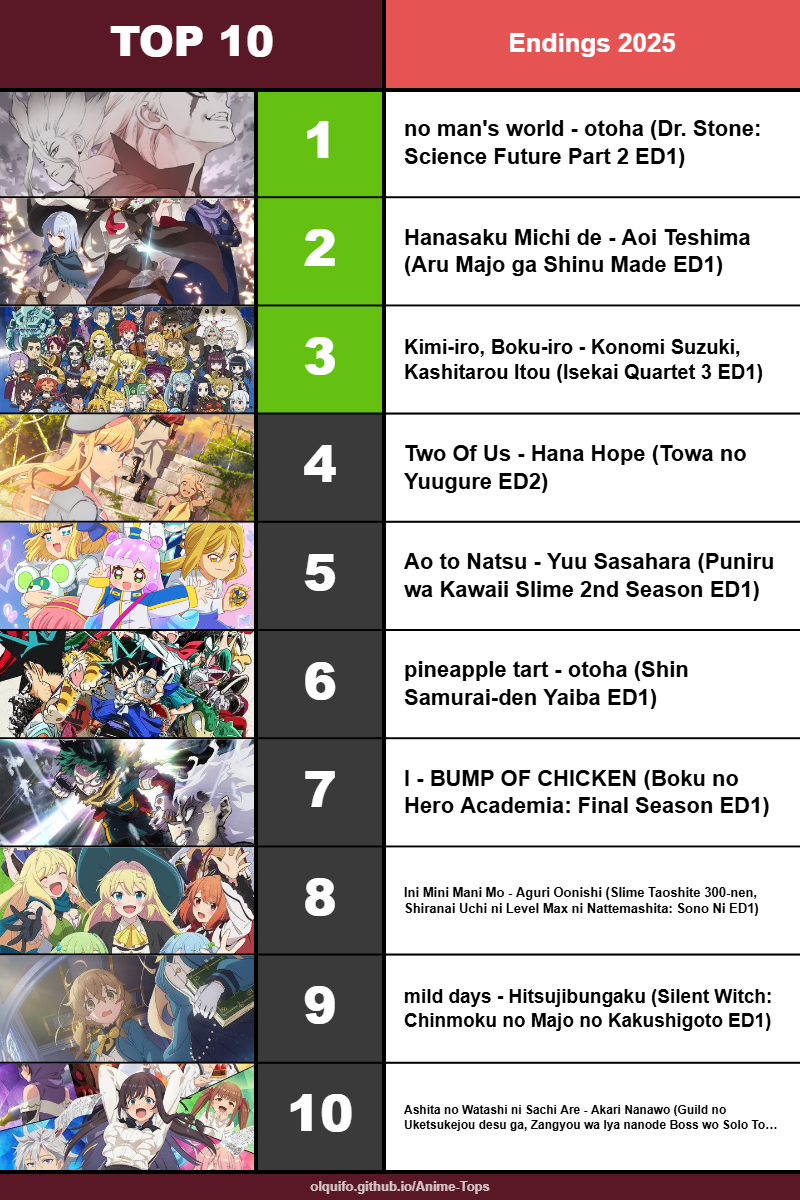 TOP 10
Endings 2025
1
no man's world - otoha (Dr. Stone:
Science Future Part 2 ED1)
2
Hanasaku Michi de - Aoi Teshima
(Aru Majo ga Shinu Made ED1)
3
Kimi-iro, Boku-iro - Konomi Suzuki,
Kashitarou Itou (Isekai Quartet 3 ED1)
4
Two Of Us - Hana Hope (Towa no
Yuugure ED2)
5
Ao to Natsu - Yuu Sasahara (Puniru
wa Kawaii Slime 2nd Season ED1)
6
pineapple tart - otoha (Shin
Samurai-den Yaiba ED1)
7
I - BUMP OF CHICKEN (Boku no
Hero Academia: Final Season ED1)
8
Ini Mini Mani Mo - Aguri Oonishi (Slime Taoshite 300-nen,
Shiranai Uchi ni Level Max ni Nattemashita: Sono Ni ED1)
9
mild days - Hitsujibungaku (Silent Witch:
Chinmoku no Majo no Kakushigoto ED1)
10
Ashita no Watashi ni Sachi Are - Akari Nanawo (Guild no
Uketsukejou desu ga, Zangyou wa Iya nanode Boss wo Solo To...
olquifo.github.io/Anime-Tops